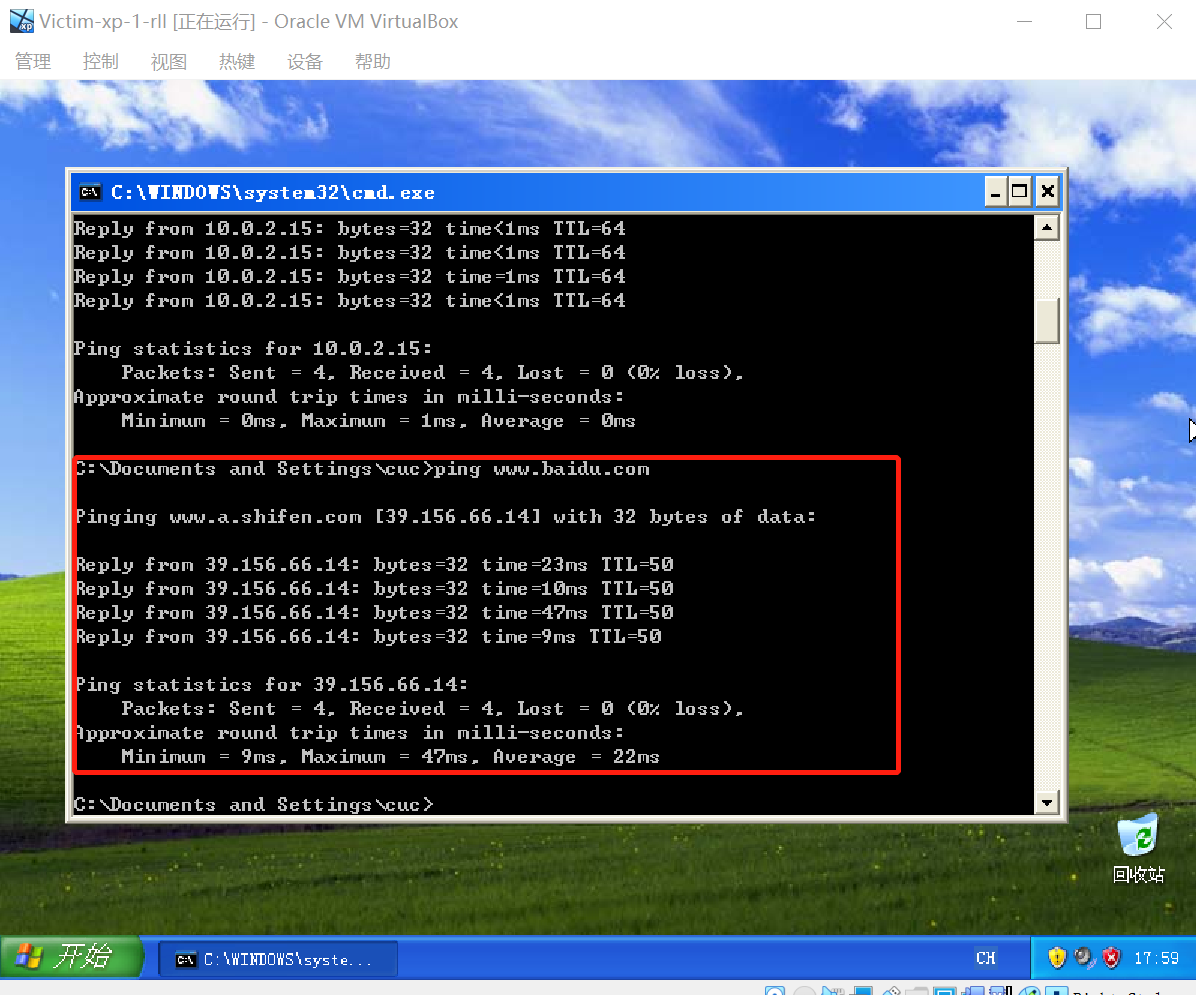 Victim-xp-1-rll [正在运行] - Oracle VM VirtualBox
管理 控制 视图 热键 设备 帮助
C:\WINDOWS\system32\cmd.exe
Reply from 10.0.2.15: bytes=32 time<1ms TTL=64
Reply from 10.0.2.15: bytes=32 time<1ms TTL=64
Reply from 10.0.2.15: bytes=32 time=1ms TTL=64
Reply from 10.0.2.15: bytes=32 time<1ms TTL=64
Ping statistics for 10.0.2.15:
Packets: Sent = 4, Received = 4, Lost = 0 (0% loss),
Approximate round trip times in milli-seconds:
Minimum = 0ms, Maximum = 1ms, Average = 0ms
C:\Documents and Settings\cuc>ping www.baidu.com
Pinging www.a.shifen.com [39.156.66.14] with 32 bytes of data:
Reply from 39.156.66.14: bytes=32 time=23ms TTL=50
Reply from 39.156.66.14: bytes=32 time=10ms TTL=50
Reply from 39.156.66.14: bytes=32 time=47ms TTL=50
Reply from 39.156.66.14: bytes=32 time=9ms TTL=50
Ping statistics for 39.156.66.14:
Packets: Sent = 4, Received = 4, Lost = 0 (0% loss),
Approximate round trip times in milli-seconds:
Minimum = 9ms, Maximum = 47ms, Average = 22ms
C:\Documents and Settings\cuc>
回收站
开始 C:\WINDOWS\syste... CH 17:59